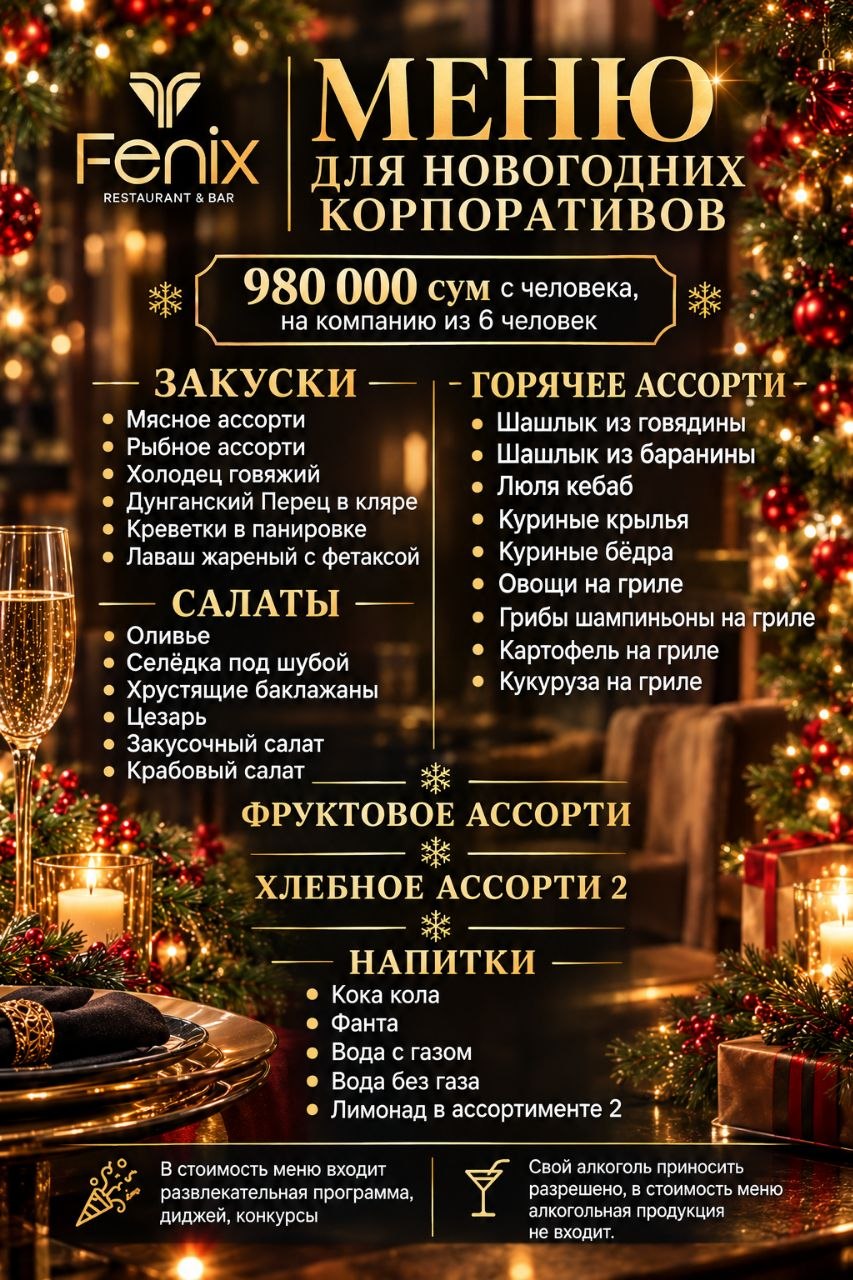 Fenix
RESTAURANT & BAR
МЕНЮ
ДЛЯ НОВОГОДНИХ
КОРПОРАТИВОВ
980 000 сум с человека,
на компанию из 6 человек
ЗАКУСКИ
Мясное ассорти
Рыбное ассорти
Холодец говяжий
Дунганский Перец в кляре
Креветки в панировке
Лаваш жареный с фетаксой
САЛАТЫ
Оливье
Селёдка под шубой
Хрустящие баклажаны
Цезарь
Закусочный салат
Крабовый салат
ГОРЯЧЕЕ АССОРТИ
Шашлык из говядины
Шашлык из баранины
Люля кебаб
Куриные крылья
Куриные бёдра
Овощи на гриле
Грибы шампиньоны на гриле
Картофель на гриле
Кукуруза на гриле
ФРУКТОВОЕ АССОРТИ
ХЛЕБНОЕ АССОРТИ 2
НАПИТКИ
Кока кола
Фанта
Вода с газом
Вода без газа
Лимонад в ассортименте 2
В стоимость меню входит
развлекательная программа,
диджей, конкурсы
Свой алкоголь приносить
разрешено, в стоимость меню
алкогольная продукция
не входит.